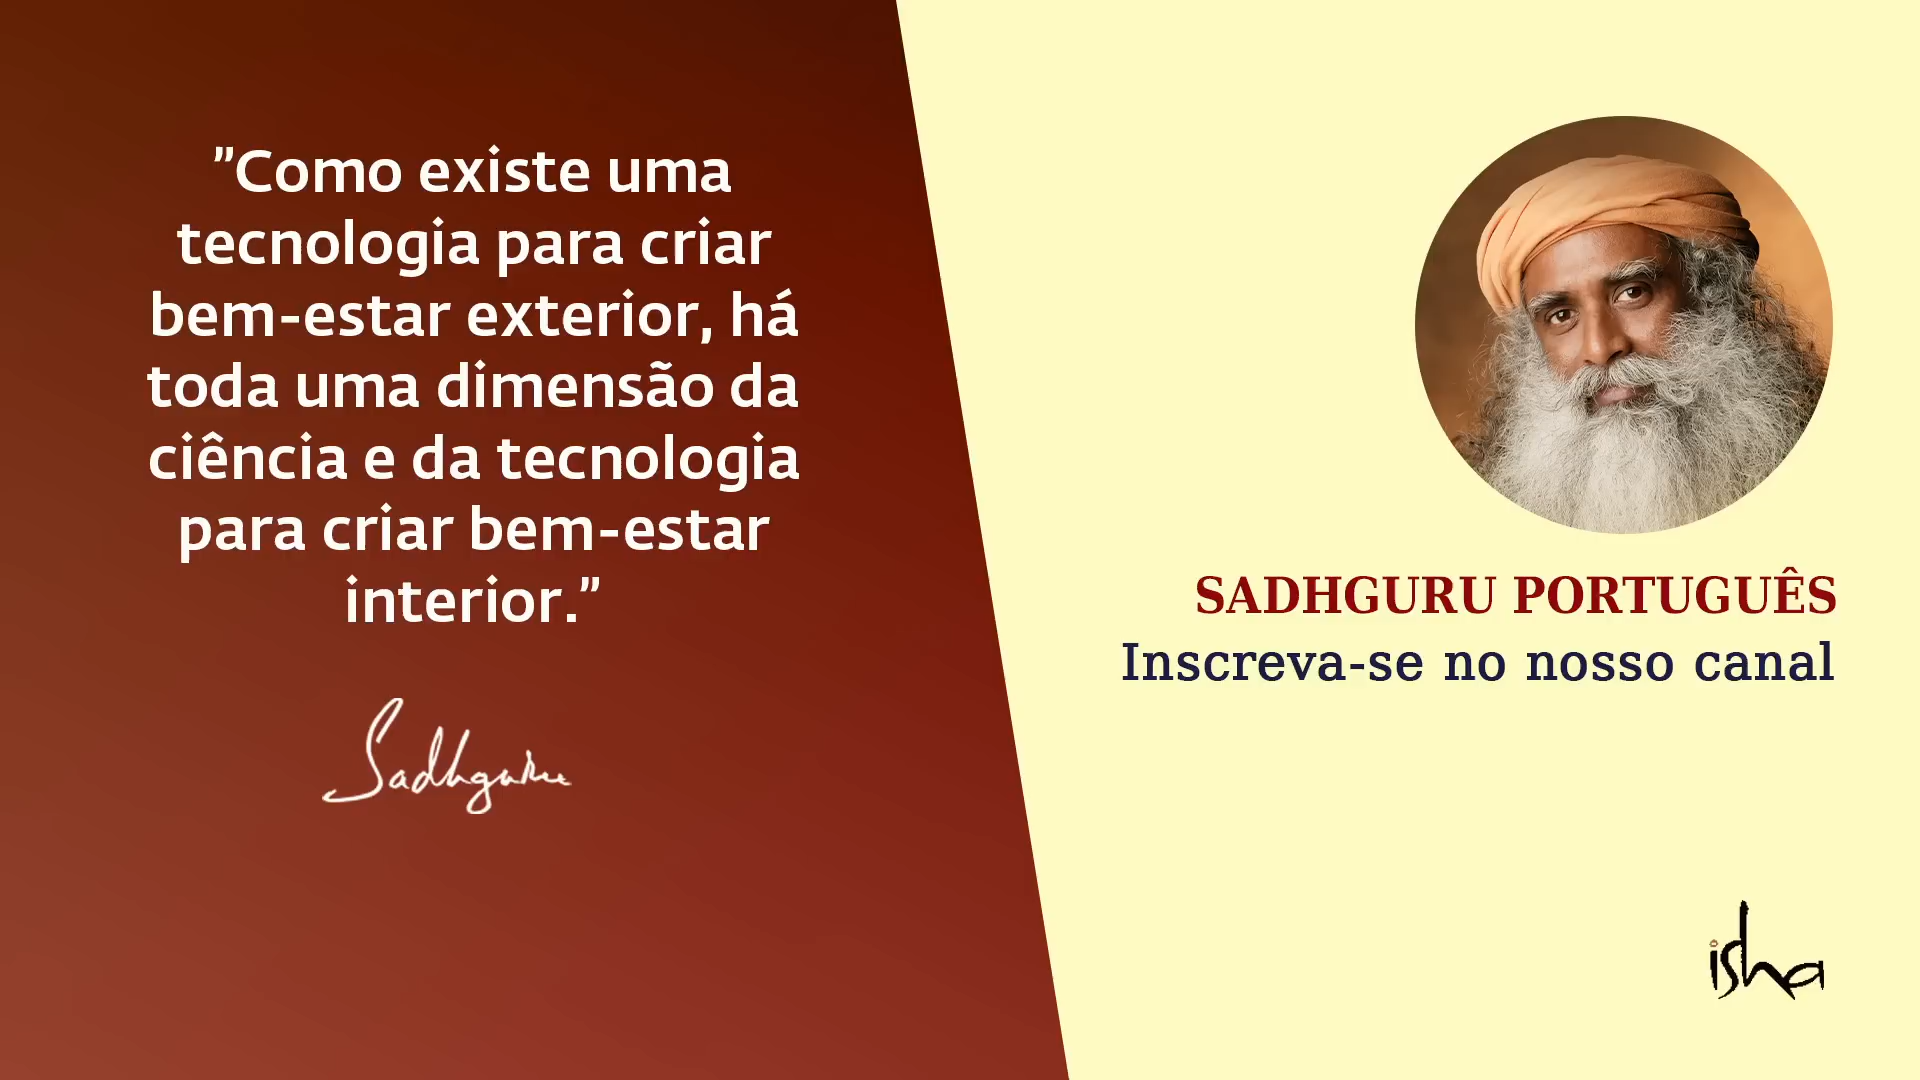 "Como existe uma
tecnologia para criar
bem-estar exterior, há
toda uma dimensão da
ciência e da tecnologia
para criar bem-estar
interior."
Sadhguru
SADHGURU PORTUGUÊS
Inscreva-se no nosso canal
isha